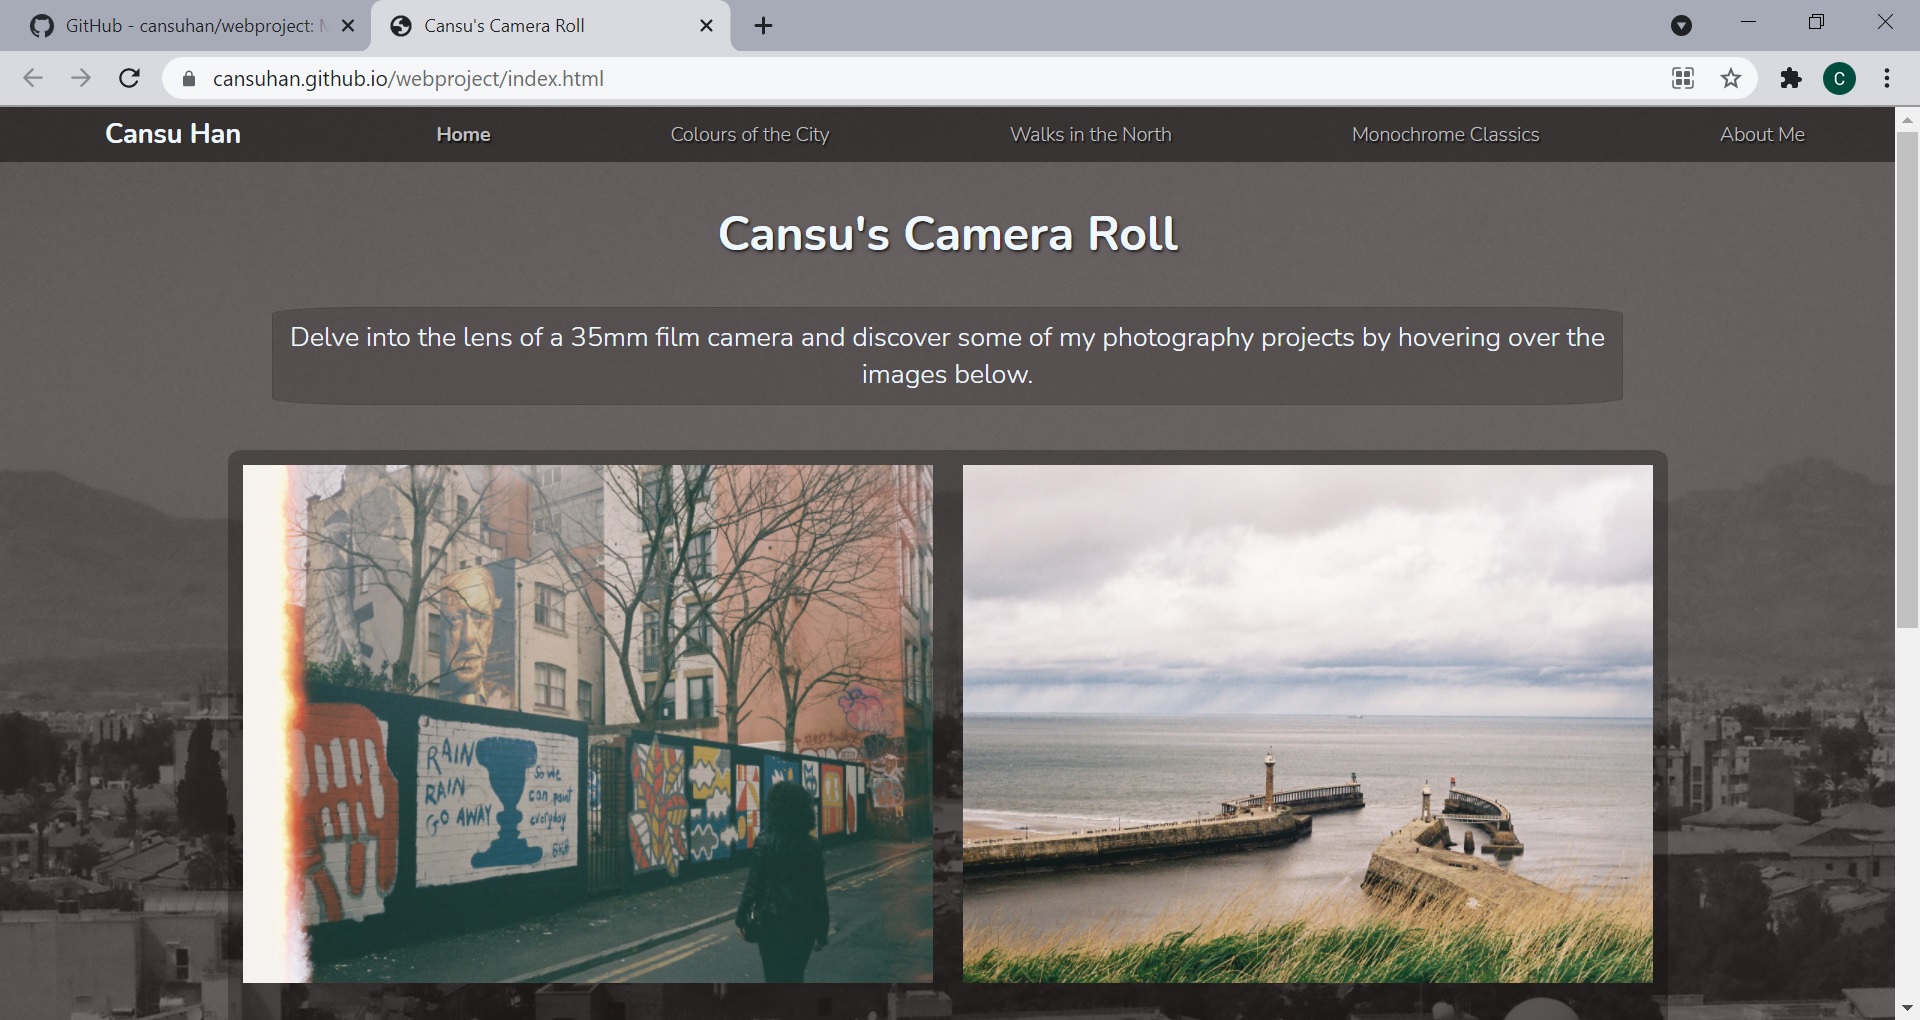 GitHub - cansuhan/webproject:
Cansu's Camera Roll
cansuhan.github.io/webproject/index.html
C
Cansu Han
Home
Colours of the City
Walks in the North
Monochrome Classics
About Me
Cansu's Camera Roll
Delve into the lens of a 35mm film camera and discover some of my photography projects by hovering over the
images below.
RAIN
RAIN
GO AWAY
So we
can paint
everyday